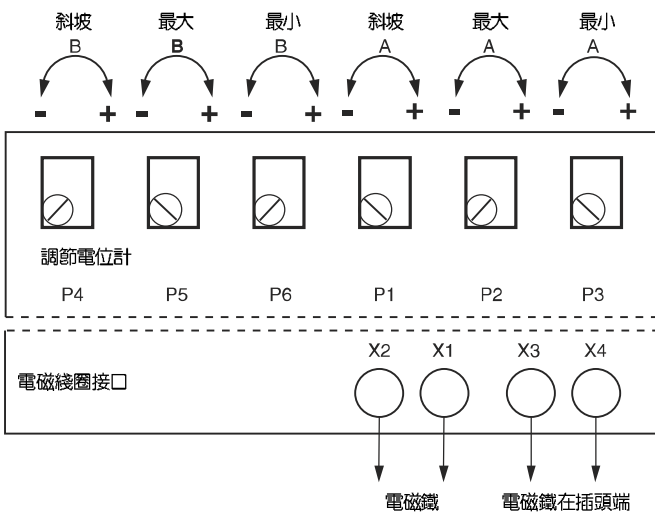 斜坡 最大 最小 斜坡 最大 最小
B B B A A A
- + - + - + - + - + - +
調節電位計
P4 P5 P6 P1 P2 P3
X2 X1 X3 X4
電磁綫圈接口
電磁鐵 電磁鐵在插頭端